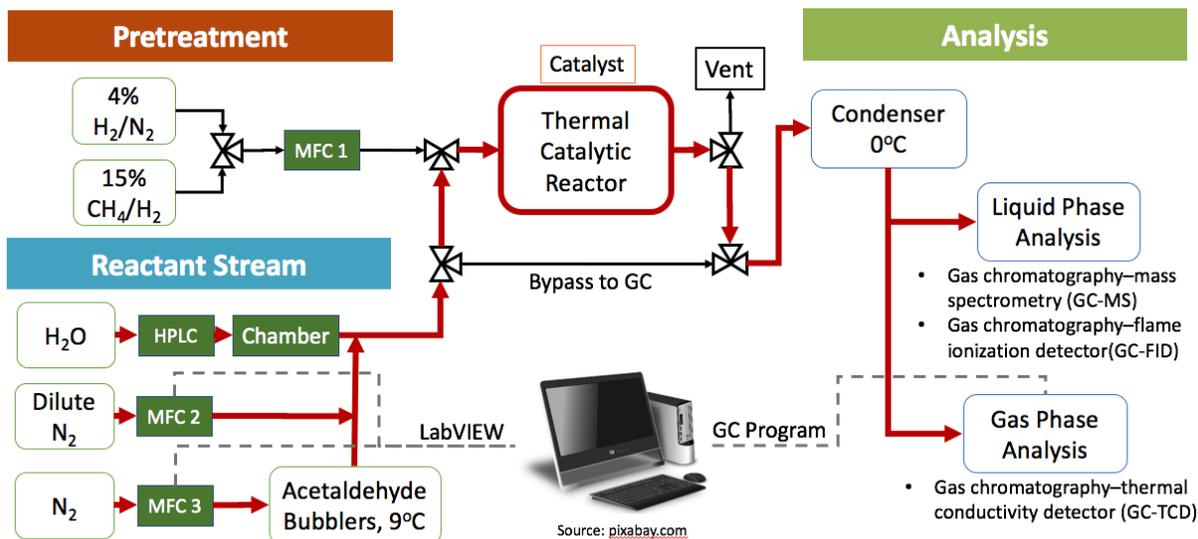 Pretreatment
Analysis
4%
H₂/N₂
15%
CH₄/H₂
MFC 1
Catalyst
Thermal
Catalytic
Reactor
Vent
Condenser
0°C
Liquid Phase
Analysis
• Gas chromatography–mass
spectrometry (GC-MS)
• Gas chromatography–flame
ionization detector(GC-FID)
Reactant Stream
Bypass to GC
H₂O
HPLC
Chamber
Dilute
N₂
MFC 2
LabVIEW
GC Program
N₂
MFC 3
Acetaldehyde
Bubblers, 9°C
Source: pixabay.com
Gas Phase
Analysis
• Gas chromatography–thermal
conductivity detector (GC-TCD)